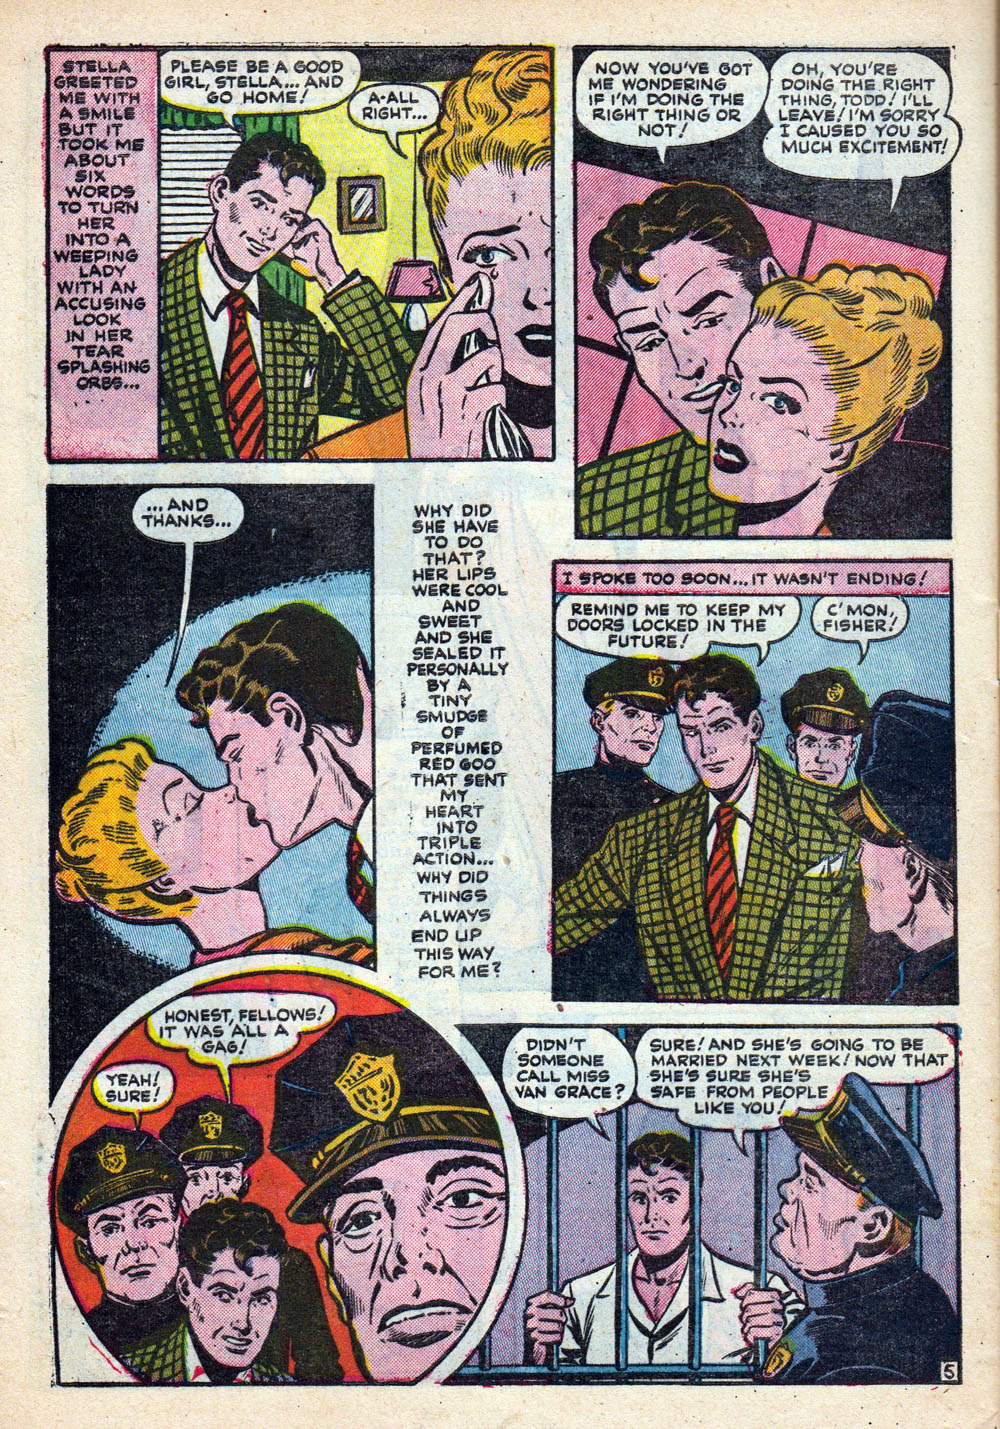 STELLA
GREETED
ME WITH
A SMILE
BUT IT
TOOK ME
ABOUT
SIX
WORDS
TO TURN
HER
INTO A
WEEPING
LADY
WITH AN
ACCUSING
LOOK
IN HER
TEAR
SPLASHING
ORBS...
PLEASE BE A GOOD
GIRL, STELLA... AND
GO HOME!
A-ALL
RIGHT...
NOW YOU'VE GOT
ME WONDERING
IF I'M DOING THE
RIGHT THING OR
NOT!
OH, YOU'RE
DOING THE RIGHT
THING, TODD! I'LL
LEAVE! I'M SORRY
I CAUSED YOU SO
MUCH EXCITEMENT!
...AND
THANKS...
WHY DID
SHE HAVE
TO DO
THAT?
HER LIPS
WERE COOL
AND
SWEET
AND SHE
SEALED IT
PERSONALLY
BY A
TINY
SMUDGE
OF
PERFUMED
RED GOO
THAT SENT
MY
HEART
INTO
TRIPLE
ACTION...
WHY DID
THINGS
ALWAYS
END UP
THIS WAY
FOR ME?
I SPOKE TOO SOON... IT WASN'T ENDING!
REMIND ME TO KEEP MY
DOORS LOCKED IN THE
FUTURE!
C'MON,
FISHER!
HONEST, FELLOWS!
IT WAS ALL A
GAG!
YEAH!
SURE!
DIDN'T
SOMEONE
CALL MISS
VAN GRACE?
SURE! AND SHE'S GOING TO BE
MARRIED NEXT WEEK! NOW THAT
SHE'S SURE SHE'S
SAFE FROM PEOPLE
LIKE YOU!
5